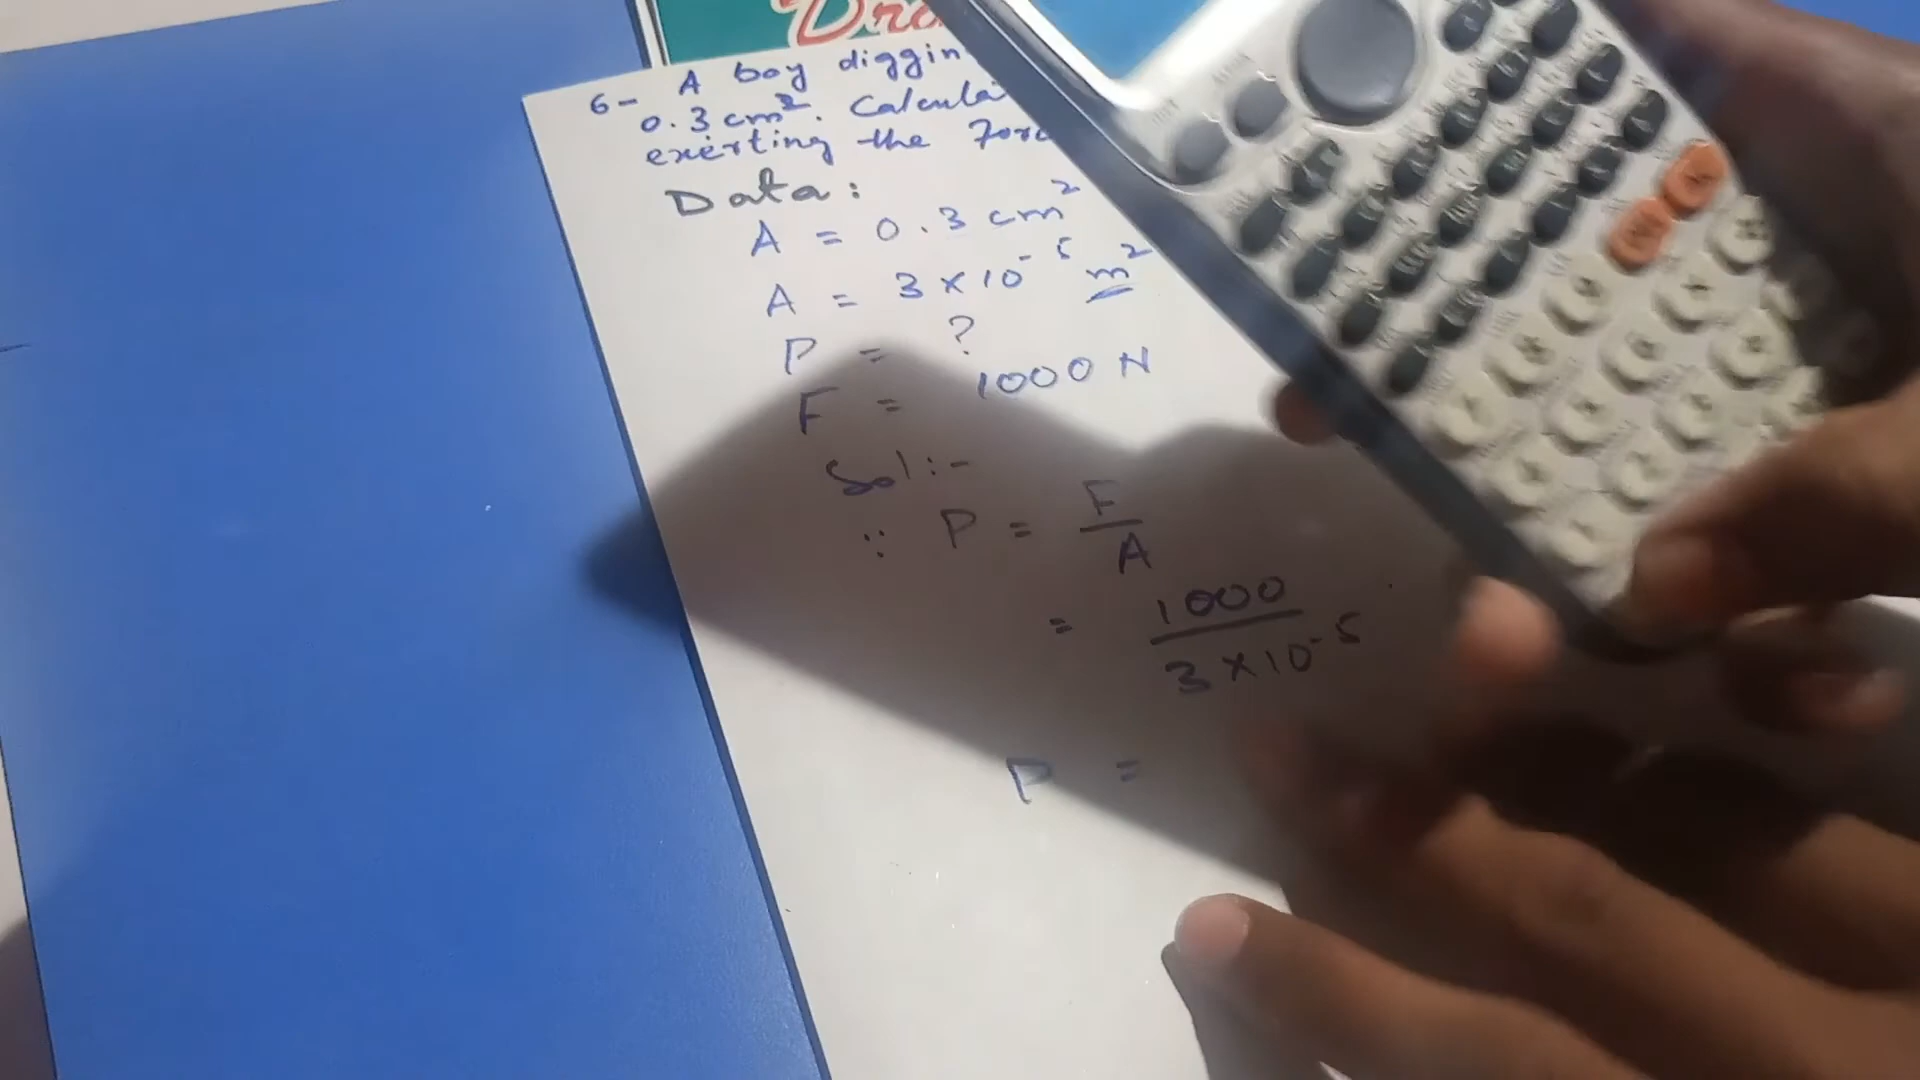 6- A boy diggin
0.3 cm². Calcula
exerting the Forc
Data:
A = 0.3 cm²
A = 3 × 10⁻⁵ m²
P = ?
F = 1000 N
Sol:-
∵ P = F/A
= 1000 / 3 × 10⁻⁵
P =